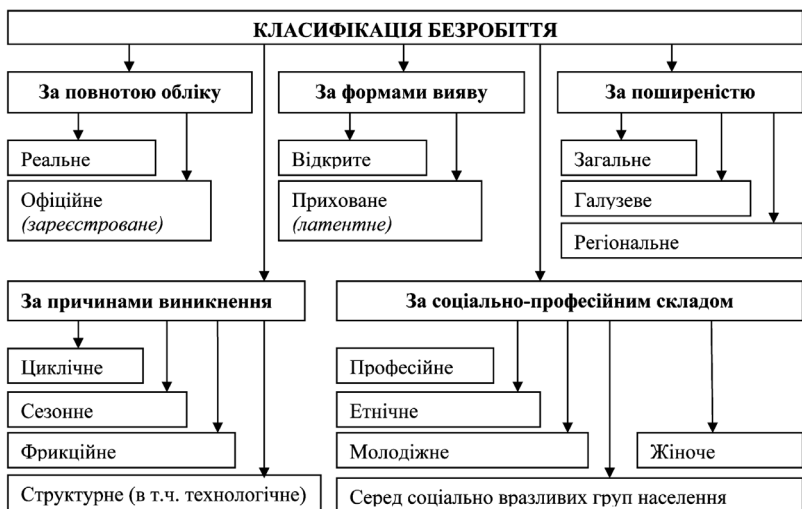 КЛАСИФІКАЦІЯ БЕЗРОБІТТЯ
За повнотою обліку
Реальне
Офіційне
(зареєстроване)
За формами вияву
Відкрите
Приховане
(латентне)
За поширеністю
Загальне
Галузеве
Регіональне
За причинами виникнення
Циклічне
Сезонне
Фрикційне
Структурне (в т.ч. технологічне)
За соціально-професійним складом
Професійне
Етнічне
Молодіжне
Жіноче
Серед соціально вразливих груп населення